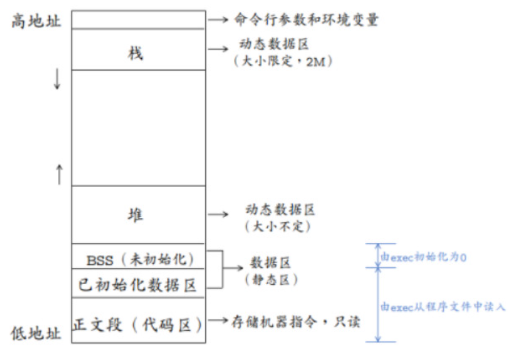 高地址
命令行参数和环境变量
栈
动态数据区
(大小限定,2M)
堆
动态数据区
(大小不定)
BSS(未初始化)
数据区
(静态区)
由exec初始化为0
已初始化数据区
由exec从程序文件中读入
低地址
正文段(代码区)
存储机器指令,只读